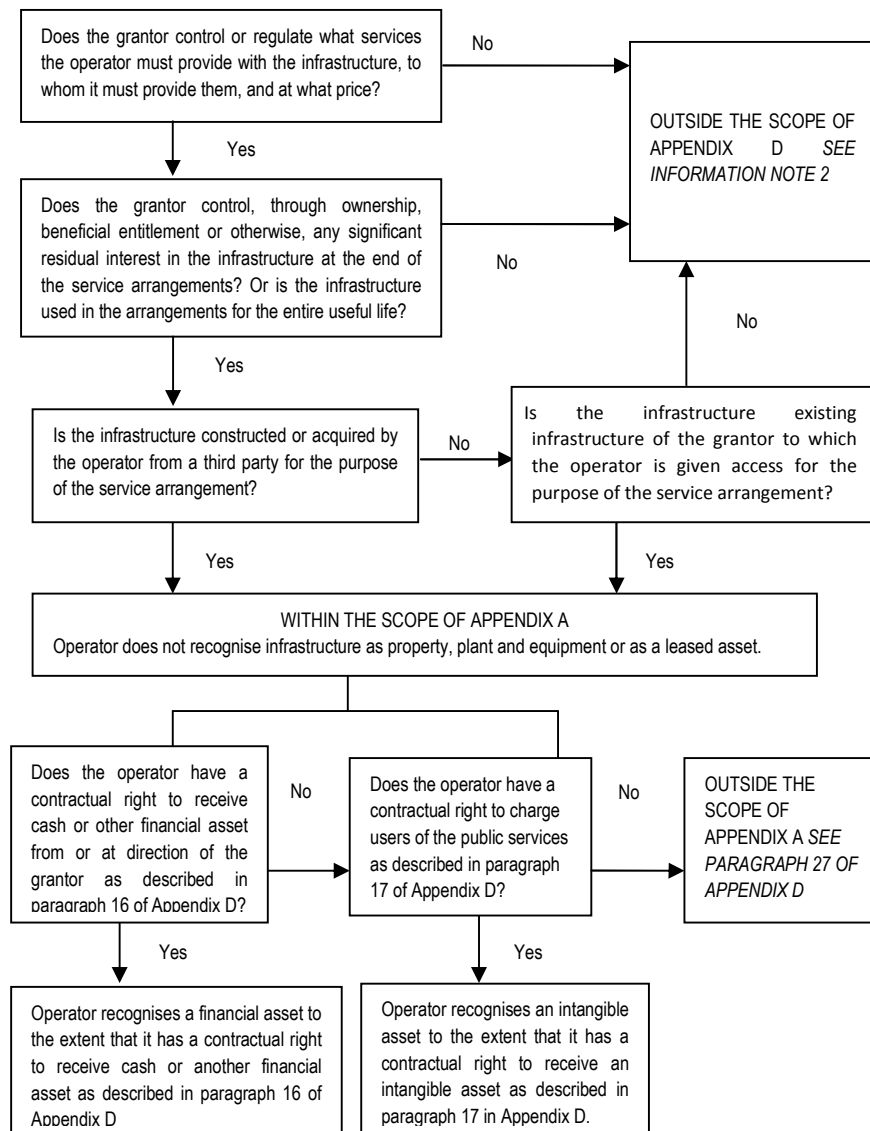 Does the grantor control or regulate what services
the operator must provide with the infrastructure, to
whom it must provide them, and at what price?
No
OUTSIDE THE SCOPE OF
APPENDIX D SEE
INFORMATION NOTE 2
Yes
Does the grantor control, through ownership,
beneficial entitlement or otherwise, any significant
residual interest in the infrastructure at the end of
the service arrangements? Or is the infrastructure
used in the arrangements for the entire useful life?
No
No
Yes
Is the infrastructure constructed or acquired by
the operator from a third party for the purpose
of the service arrangement?
No
Is the infrastructure existing
infrastructure of the grantor to which
the operator is given access for the
purpose of the service arrangement?
Yes
Yes
WITHIN THE SCOPE OF APPENDIX A
Operator does not recognise infrastructure as property, plant and equipment or as a leased asset.
Does the operator have a
contractual right to receive
cash or other financial asset
from or at direction of the
grantor as described in
paragraph 16 of Appendix D?
No
Does the operator have a
contractual right to charge
users of the public services
as described in paragraph
17 of Appendix D?
No
OUTSIDE THE
SCOPE OF
APPENDIX A SEE
PARAGRAPH 27 OF
APPENDIX D
Yes
Yes
Operator recognises a financial asset to
the extent that it has a contractual right
to receive cash or another financial
asset as described in paragraph 16 of
Appendix D
Operator recognises an intangible
asset to the extent that it has a
contractual right to receive an
intangible asset as described in
paragraph 17 in Appendix D.